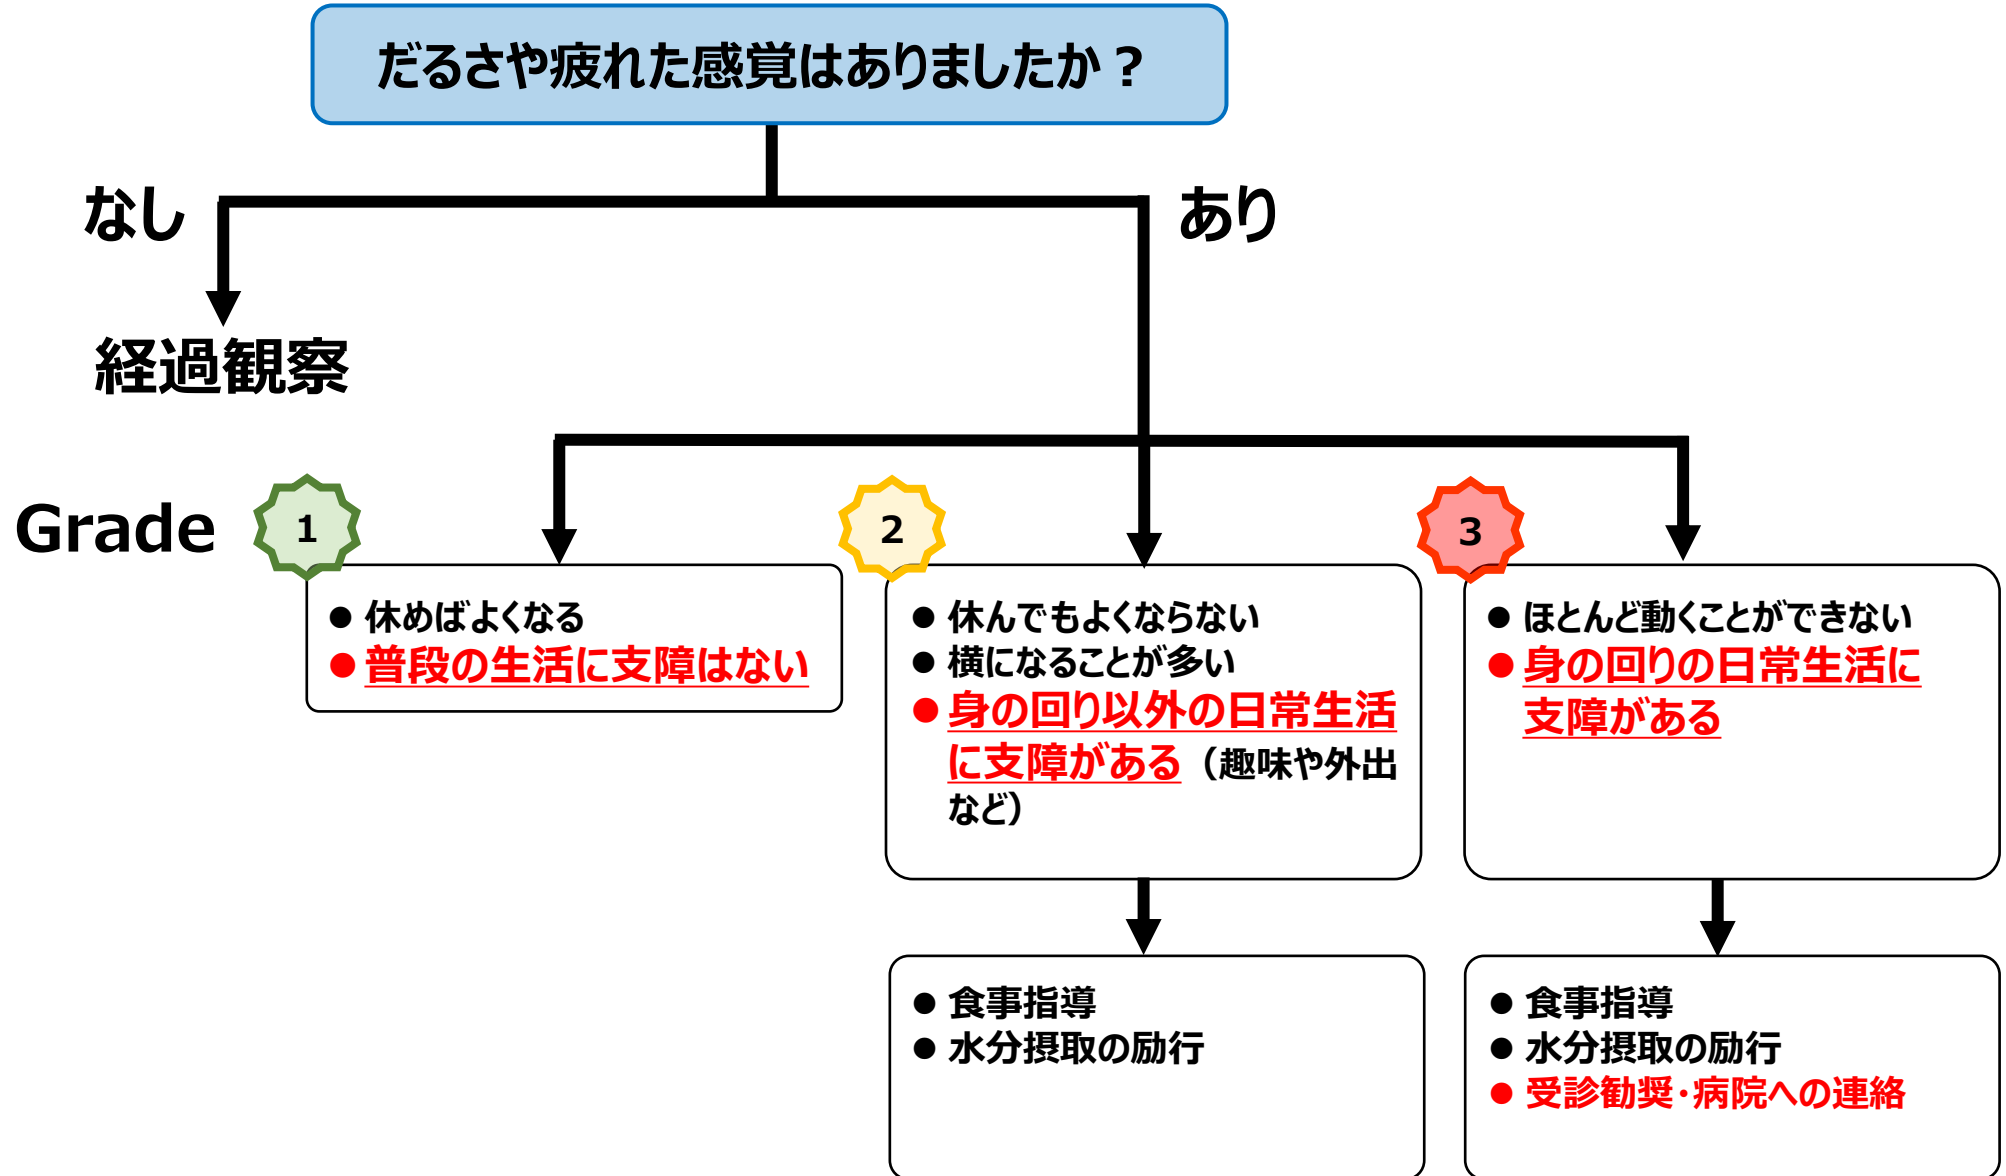 だるさや疲れた感覚はありましたか？
なし
あり
経過観察
Grade
1
2
3
● 休めばよくなる
● 普段の生活に支障はない
● 休んでもよくならない
● 横になることが多い
● 身の回り以外の日常生活
に支障がある（趣味や外出
など）
● ほとんど動くことができない
● 身の回りの日常生活に
支障がある
● 食事指導
● 水分摂取の励行
● 食事指導
● 水分摂取の励行
● 受診勧奨・病院への連絡